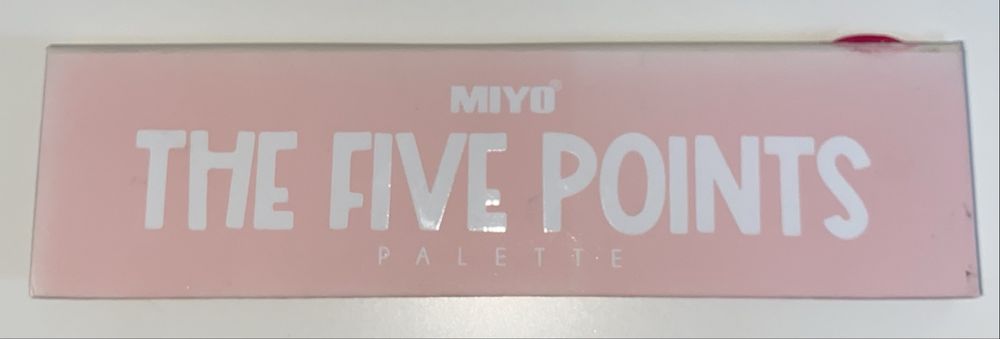 MIYO®
THE FIVE POINTS
PALETTE